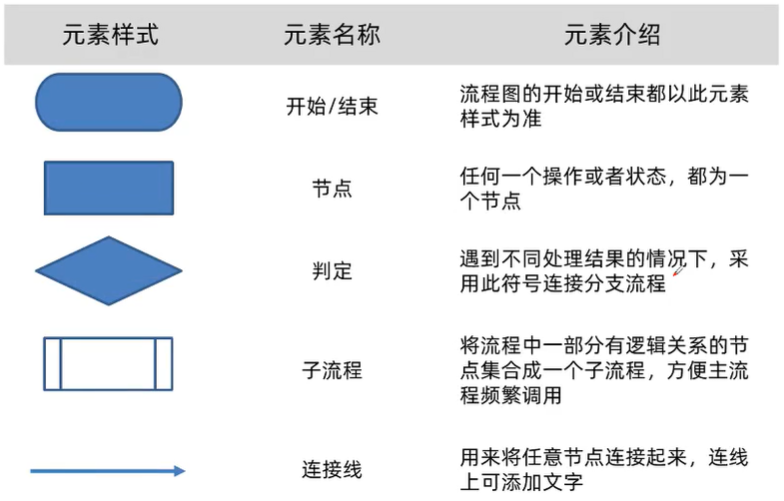 元素样式 元素名称 元素介绍
开始/结束
流程图的开始或结束都以此元素
样式为准
节点
任何一个操作或者状态，都为一
个节点
判定
遇到不同处理结果的情况下，采
用此符号连接分支流程
子流程
将流程中一部分有逻辑关系的节
点集合成一个子流程，方便主流
程频繁调用
连接线
用来将任意节点连接起来，连线
上可添加文字